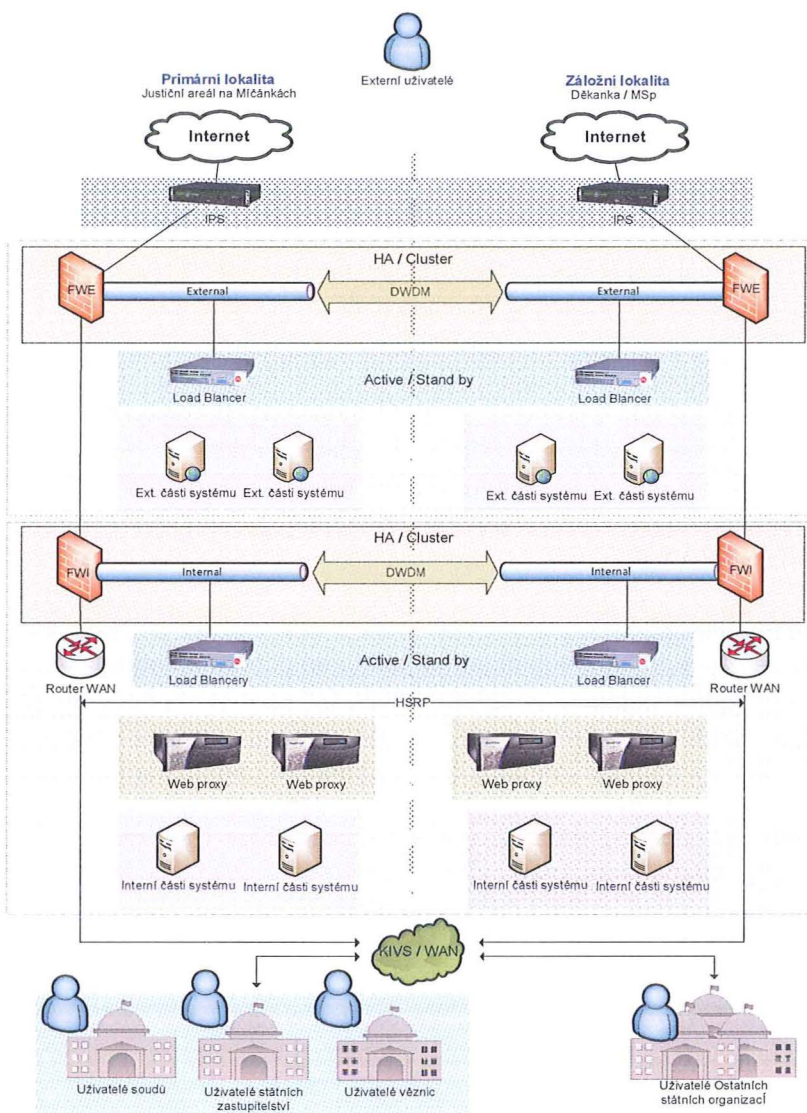 Externí uživatelé
Primární lokalita
Justiční areál na Míčánkách
Záložní lokalita
Děkanka / MSp
Internet
Internet
IPS
IPS
HA / Cluster
FWE
External
DWDM
External
FWE
Load Blancer
Active / Stand by
Load Blancer
Ext. části systému
Ext. části systému
Ext. části systému
Ext. části systému
HA / Cluster
FWI
Internal
DWDM
Internal
FWI
Router WAN
Load Blancery
Active / Stand by
Load Blancer
Router WAN
HSRP
Web proxy
Web proxy
Web proxy
Web proxy
Interní části systému
Interní části systému
Interní části systému
Interní části systému
KIVS / WAN
Uživatelé soudů
Uživatelé státních
zastupitelství
Uživatelé věznic
Uživatelé Ostatních
státních organizací